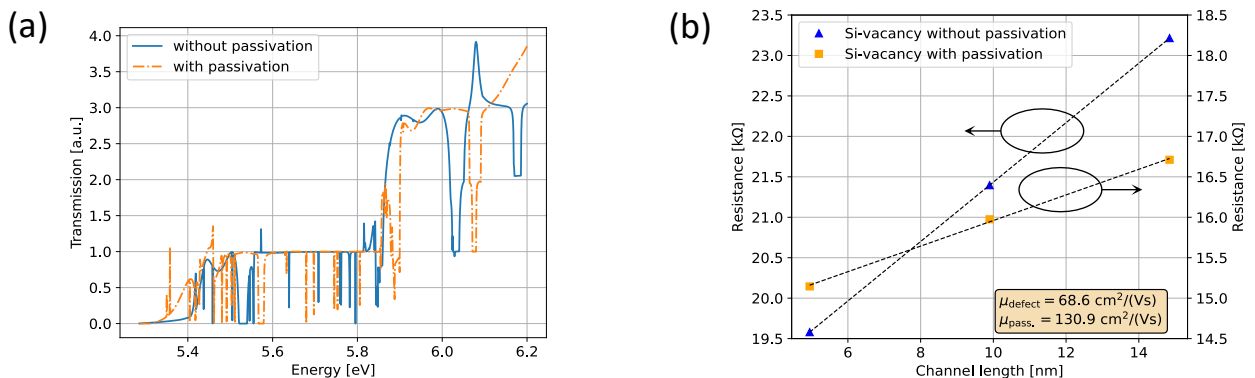 (a)
without passivation
with passivation
4.0
3.5
3.0
2.5
2.0
1.5
1.0
0.5
0.0
Transmission [a.u.]
5.4 5.6 5.8 6.0 6.2
Energy [eV]
(b)
Si-vacancy without passivation
Si-vacancy with passivation
23.5
23.0
22.5
22.0
21.5
21.0
20.5
20.0
19.5
Resistance [kΩ]
18.5
18.0
17.5
17.0
16.5
16.0
15.5
15.0
14.5
Resistance [kΩ]
μdefect = 68.6 cm²/(Vs)
μpass. = 130.9 cm²/(Vs)
6 8 10 12 14
Channel length [nm]